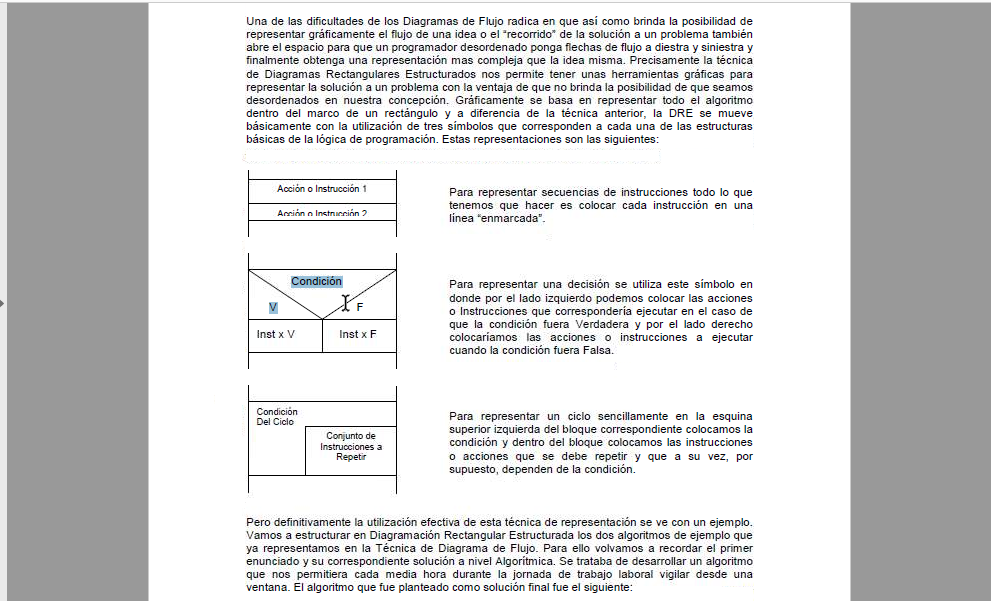 Una de las dificultades de los Diagramas de Flujo radica en que así como brinda la posibilidad de
representar gráficamente el flujo de una idea o el “recorrido” de la solución a un problema también
abre el espacio para que un programador desordenado ponga flechas de flujo a diestra y siniestra y
finalmente obtenga una representación mas compleja que la idea misma. Precisamente la técnica
de Diagramas Rectangulares Estructurados nos permite tener unas herramientas gráficas para
representar la solución a un problema con la ventaja de que no brinda la posibilidad de que seamos
desordenados en nuestra concepción. Gráficamente se basa en representar todo el algoritmo
dentro del marco de un rectángulo y a diferencia de la técnica anterior, la DRE se mueve
básicamente con la utilización de tres símbolos que corresponden a cada una de las estructuras
básicas de la lógica de programación. Estas representaciones son las siguientes:
Acción o Instrucción 1
Acción o Instrucción 2
Para representar secuencias de instrucciones todo lo que
tenemos que hacer es colocar cada instrucción en una
línea “enmarcada”.
Condición
V F
Inst x V Inst x F
Para representar una decisión se utiliza este símbolo en
donde por el lado izquierdo podemos colocar las acciones
o Instrucciones que correspondería ejecutar en el caso de
que la condición fuera Verdadera y por el lado derecho
colocaríamos las acciones o instrucciones a ejecutar
cuando la condición fuera Falsa.
Condición
Del Ciclo
Conjunto de
Instrucciones a
Repetir
Para representar un ciclo sencillamente en la esquina
superior izquierda del bloque correspondiente colocamos la
condición y dentro del bloque colocamos las instrucciones
o acciones que se debe repetir y que a su vez, por
supuesto, dependen de la condición.
Pero definitivamente la utilización efectiva de esta técnica de representación se ve con un ejemplo.
Vamos a estructurar en Diagramación Rectangular Estructurada los dos algoritmos de ejemplo que
ya representamos en la Técnica de Diagrama de Flujo. Para ello volvamos a recordar el primer
enunciado y su correspondiente solución a nivel Algorítmica. Se trataba de desarrollar un algoritmo
que nos permitiera cada media hora durante la jornada de trabajo laboral vigilar desde una
ventana. El algoritmo que fue planteado como solución final fue el siguiente: